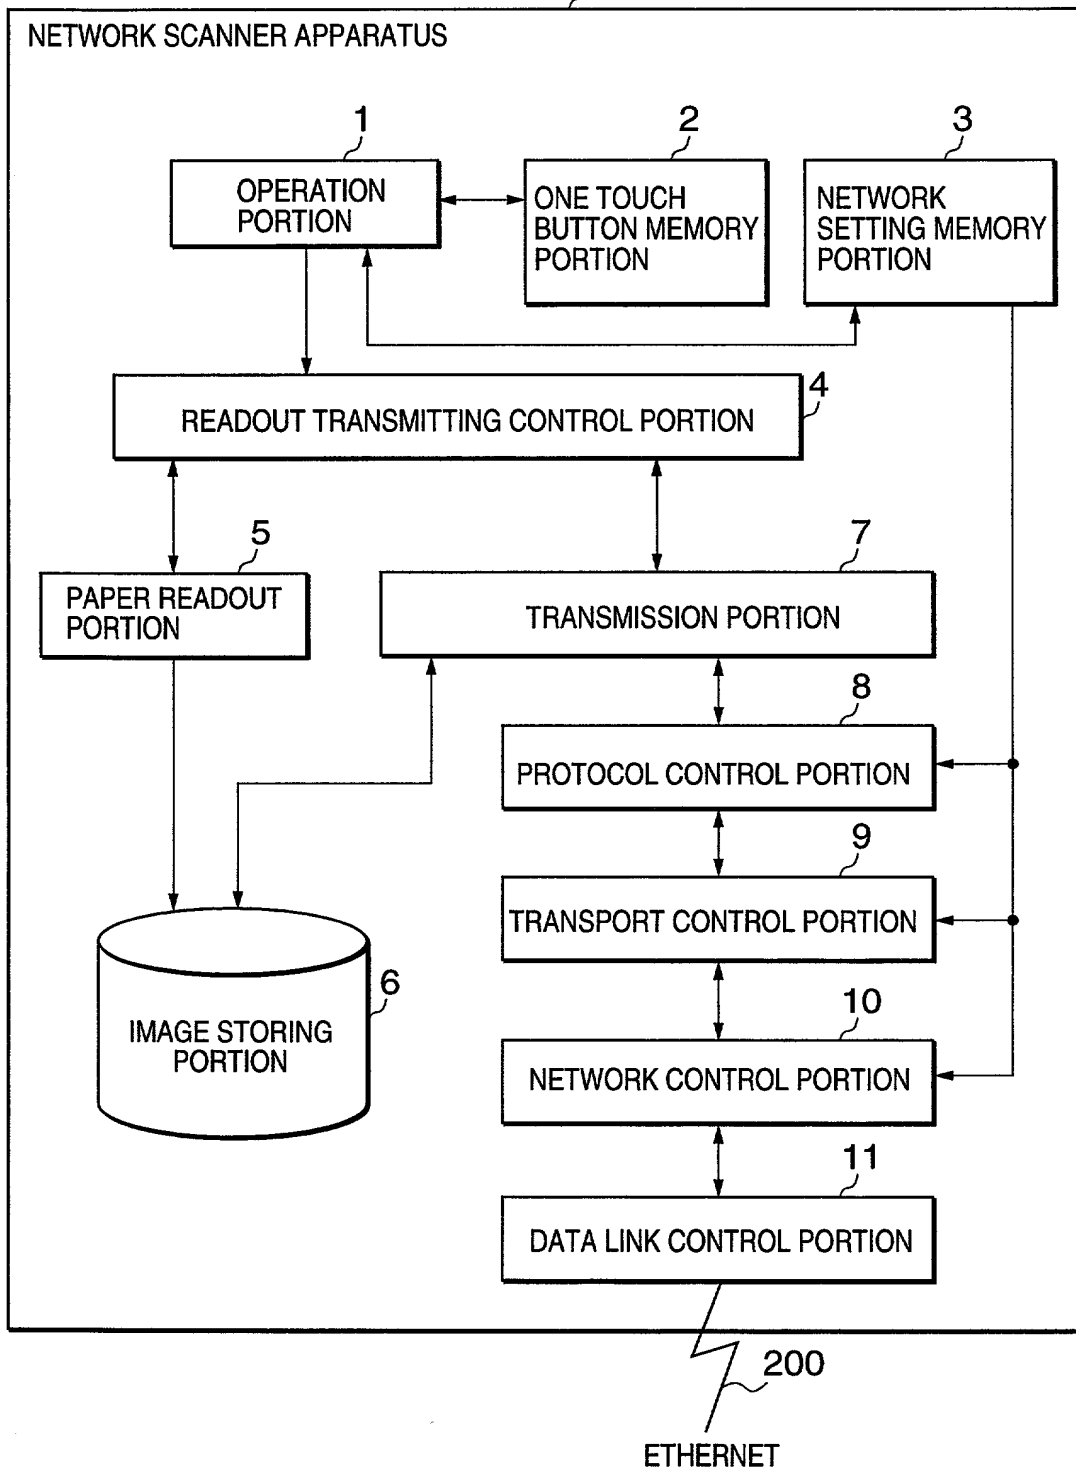 NETWORK SCANNER APPARATUS
1
2
3
OPERATION
PORTION
ONE TOUCH
BUTTON MEMORY
PORTION
NETWORK
SETTING MEMORY
PORTION
4
READOUT TRANSMITTING CONTROL PORTION
5
7
PAPER READOUT
PORTION
TRANSMISSION PORTION
8
PROTOCOL CONTROL PORTION
9
TRANSPORT CONTROL PORTION
6
IMAGE STORING
PORTION
10
NETWORK CONTROL PORTION
11
DATA LINK CONTROL PORTION
200
ETHERNET